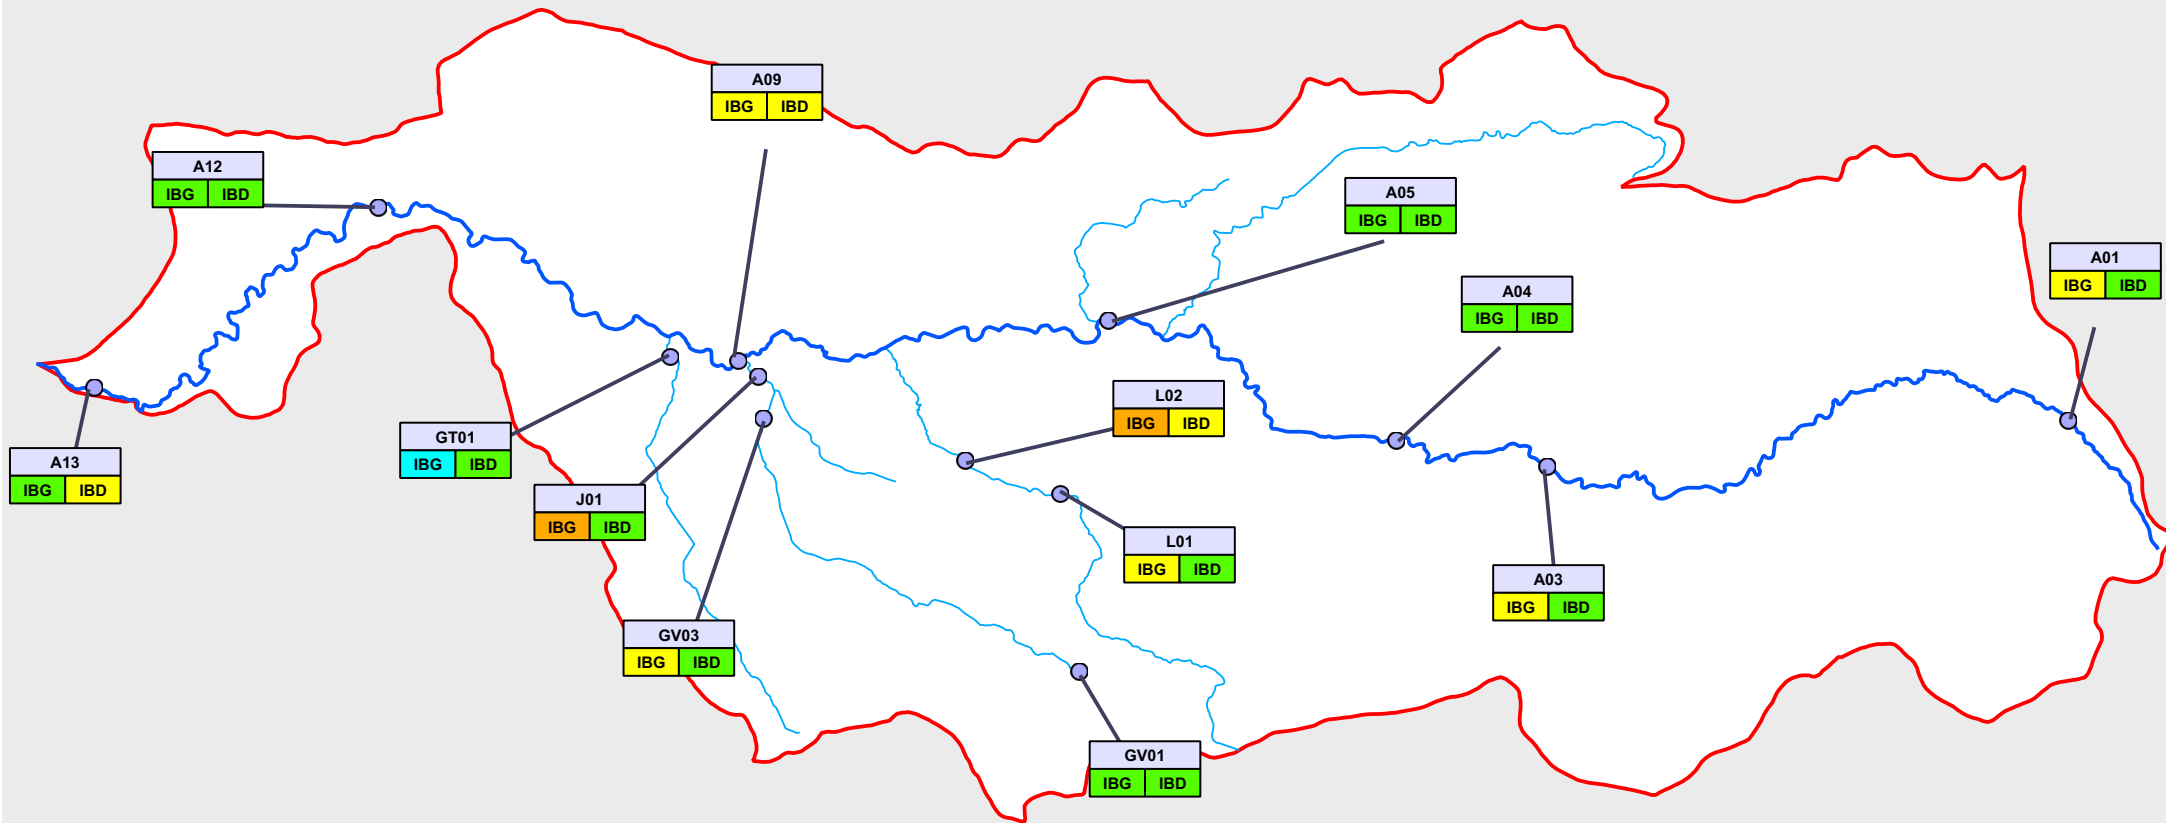 A09
IBG IBD
A12
IBG IBD
A05
IBG IBD
A01
IBG IBD
A04
IBG IBD
L02
IBG IBD
GT01
IBG IBD
A13
IBG IBD
J01
IBG IBD
L01
IBG IBD
A03
IBG IBD
GV03
IBG IBD
GV01
IBG IBD